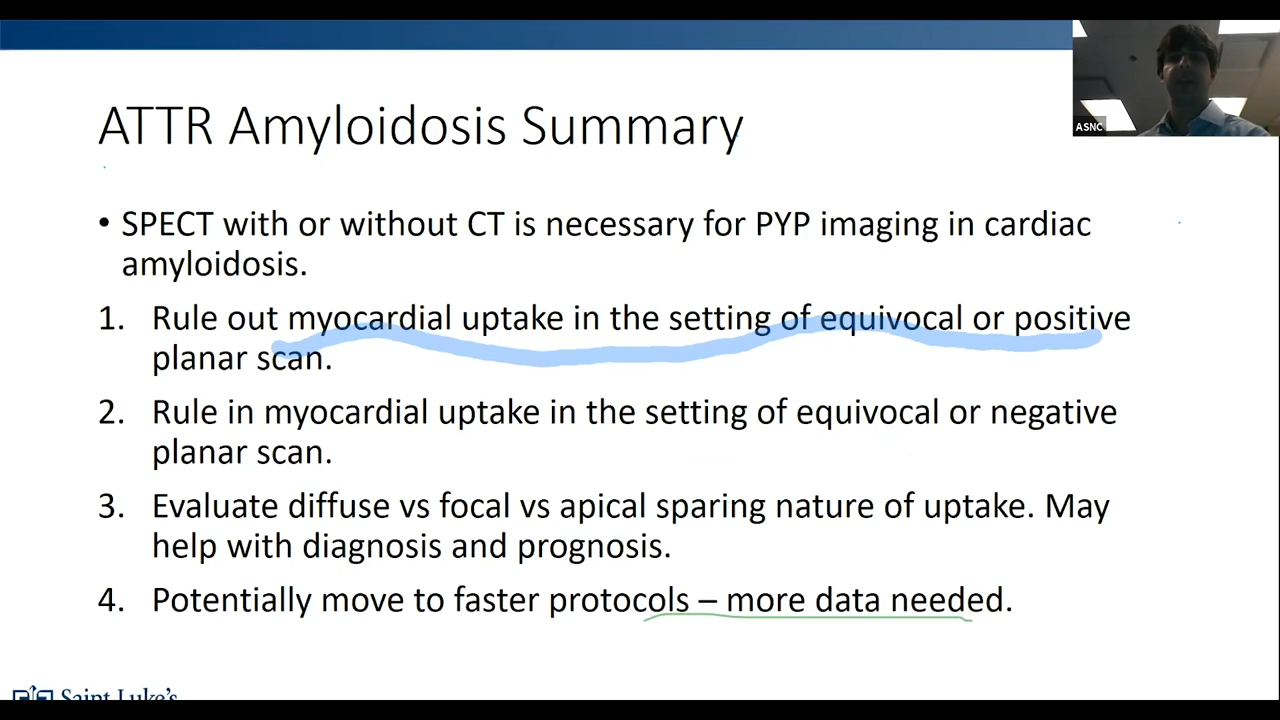 ASNC
ATTR Amyloidosis Summary
• SPECT with or without CT is necessary for PYP imaging in cardiac
amyloidosis.
1. Rule out myocardial uptake in the setting of equivocal or positive
planar scan.
2. Rule in myocardial uptake in the setting of equivocal or negative
planar scan.
3. Evaluate diffuse vs focal vs apical sparing nature of uptake. May
help with diagnosis and prognosis.
4. Potentially move to faster protocols – more data needed.
Saint Luke's